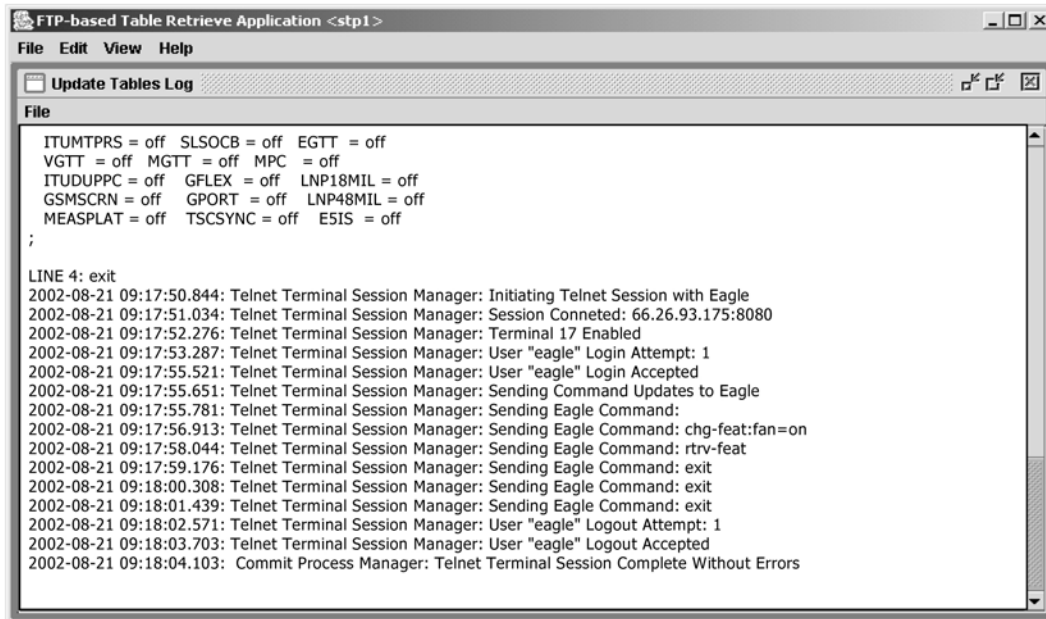 FTP-based Table Retrieve Application <stp1>
File Edit View Help
Update Tables Log
File
ITUMTPRS = off SLSOCB = off EGTT = off
VGTT = off MGTT = off MPC = off
ITUDUPPC = off GFLEX = off LNP18MIL = off
GSMSCRN = off GPORT = off LNP48MIL = off
MEASPLAT = off TSCSYNC = off E5IS = off
;
LINE 4: exit
2002-08-21 09:17:50.844: Telnet Terminal Session Manager: Initiating Telnet Session with Eagle
2002-08-21 09:17:51.034: Telnet Terminal Session Manager: Session Conneted: 66.26.93.175:8080
2002-08-21 09:17:52.276: Telnet Terminal Session Manager: Terminal 17 Enabled
2002-08-21 09:17:53.287: Telnet Terminal Session Manager: User "eagle" Login Attempt: 1
2002-08-21 09:17:55.521: Telnet Terminal Session Manager: User "eagle" Login Accepted
2002-08-21 09:17:55.651: Telnet Terminal Session Manager: Sending Command Updates to Eagle
2002-08-21 09:17:55.781: Telnet Terminal Session Manager: Sending Eagle Command:
2002-08-21 09:17:56.913: Telnet Terminal Session Manager: Sending Eagle Command: chg-feat:fan=on
2002-08-21 09:17:58.044: Telnet Terminal Session Manager: Sending Eagle Command: rtrv-feat
2002-08-21 09:17:59.176: Telnet Terminal Session Manager: Sending Eagle Command: exit
2002-08-21 09:18:00.308: Telnet Terminal Session Manager: Sending Eagle Command: exit
2002-08-21 09:18:01.439: Telnet Terminal Session Manager: Sending Eagle Command: exit
2002-08-21 09:18:02.571: Telnet Terminal Session Manager: User "eagle" Logout Attempt: 1
2002-08-21 09:18:03.703: Telnet Terminal Session Manager: User "eagle" Logout Accepted
2002-08-21 09:18:04.103: Commit Process Manager: Telnet Terminal Session Complete Without Errors